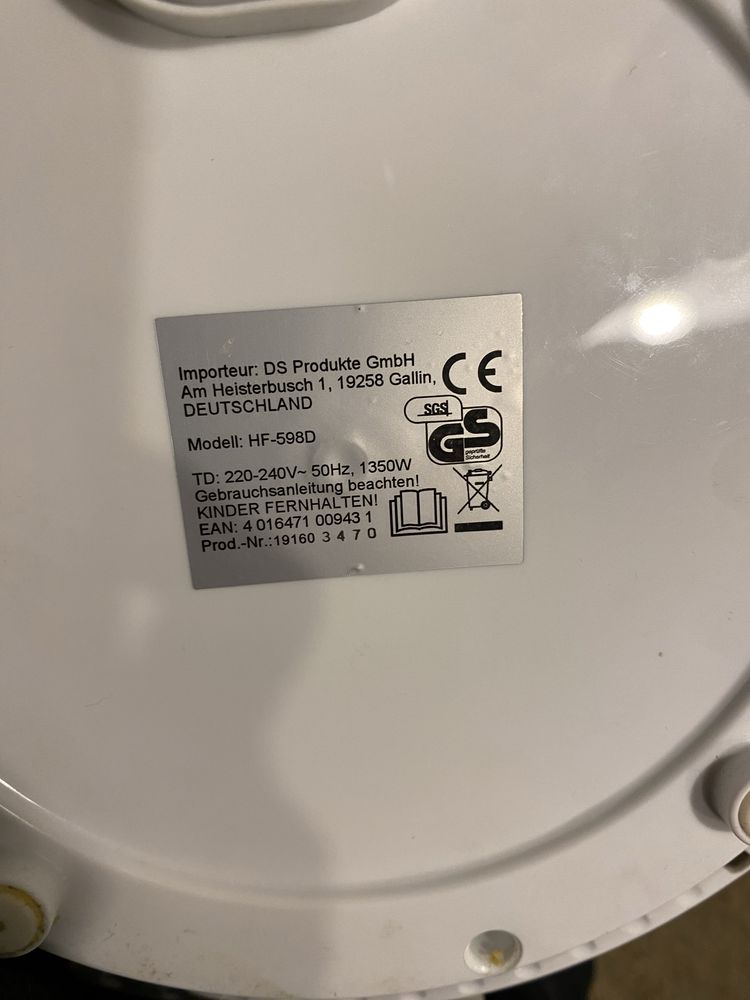 Importeur: DS Produkte GmbH
Am Heisterbusch 1, 19258 Gallin,
DEUTSCHLAND
CE
SGS
GS
geprüfte
Sicherheit
Modell: HF-598D
TD: 220-240V~ 50Hz, 1350W
Gebrauchsanleitung beachten!
KINDER FERNHALTEN!
EAN: 4 016471 00943 1
Prod.-Nr.:19160 3 4 7 0